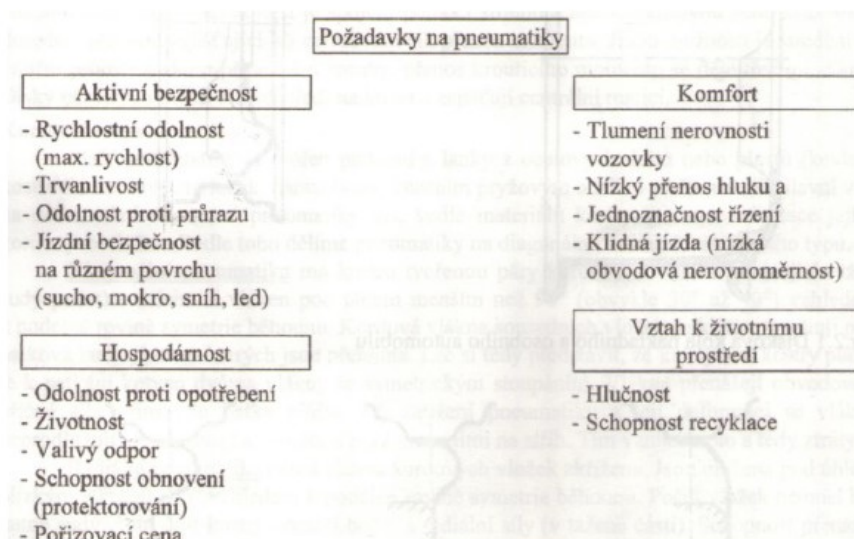 Požadavky na pneumatiky
Aktivní bezpečnost
- Rychlostní odolnost
(max. rychlost)
- Trvanlivost
- Odolnost proti průrazu
- Jízdní bezpečnost
na různém povrchu
(sucho, mokro, sníh, led)
Hospodárnost
- Odolnost proti opotřebení
- Životnost
- Valivý odpor
- Schopnost obnovení
(protektorování)
- Pořizovací cena
Komfort
- Tlumení nerovnosti
vozovky
- Nízký přenos hluku a
- Jednoznačnost řízení
- Klidná jízda (nízká
obvodová nerovnoměrnost)
Vztah k životnímu
prostředí
- Hlučnost
- Schopnost recyklace